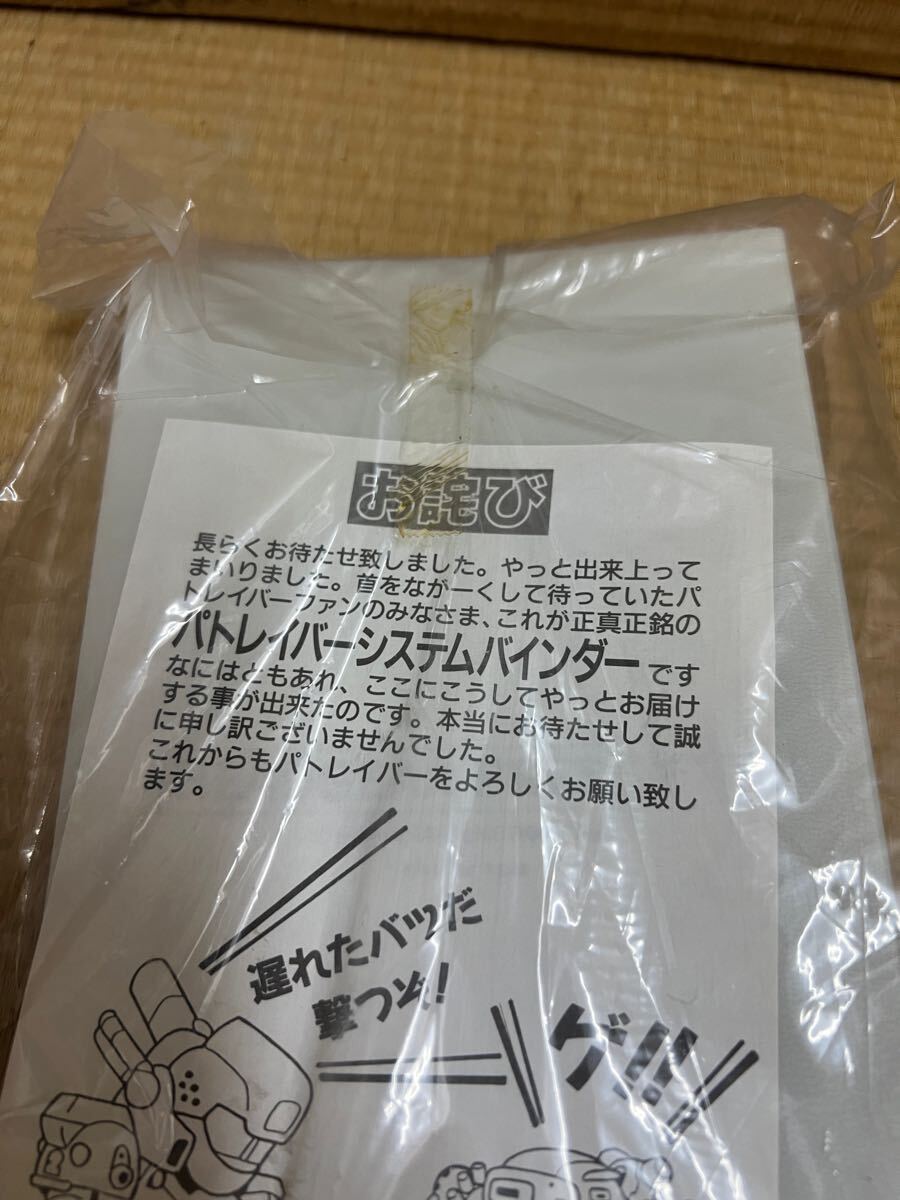 お詫び
長らくお待たせ致しました。やっと出来上って
まいりました。首をながーくして待っていたパ
トレイバーファンのみなさま、これが正真正銘の
パトレイバーシステムバインダーです
なにはともあれ、ここにこうしてやっとお届け
する事が出来たのです。本当にお待たせして誠
に申し訳ございませんでした。
これからもパトレイバーをよろしくお願い致し
ます。
遅れたバツだ
撃つぞ!
ゲ!!!